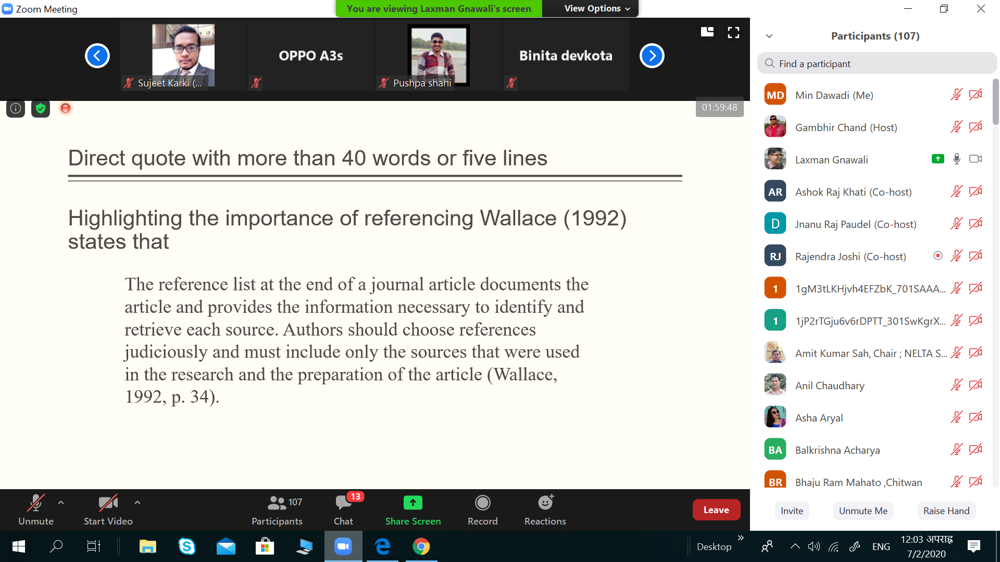 Zoom Meeting
You are viewing Laxman Gnawali's screen
View Options
Sujeet Karki (...
OPPO A3s
Pushpa shahi
Binita devkota
01:59:48
Direct quote with more than 40 words or five lines
Highlighting the importance of referencing Wallace (1992)
states that
The reference list at the end of a journal article documents the
article and provides the information necessary to identify and
retrieve each source. Authors should choose references
judiciously and must include only the sources that were used
in the research and the preparation of the article (Wallace,
1992, p. 34).
Participants (107)
Find a participant
MD Min Dawadi (Me)
Gambhir Chand (Host)
Laxman Gnawali
AR Ashok Raj Khati (Co-host)
D Jnanu Raj Paudel (Co-host)
RJ Rajendra Joshi (Co-host)
1 1gM3tLKHjvh4EFZbK_701SAAA...
1 1jP2rTGju6v6rDPTT_301SwKgrX...
Amit Kumar Sah, Chair ; NELTA S...
Anil Chaudhary
Asha Aryal
BA Balkrishna Acharya
BR Bhaju Ram Mahato ,Chitwan
Invite
Unmute Me
Raise Hand
Unmute
Start Video
107
Participants
13
Chat
Share Screen
Record
Reactions
Leave
Desktop
ENG
12:03 अपराह्न
7/2/2020